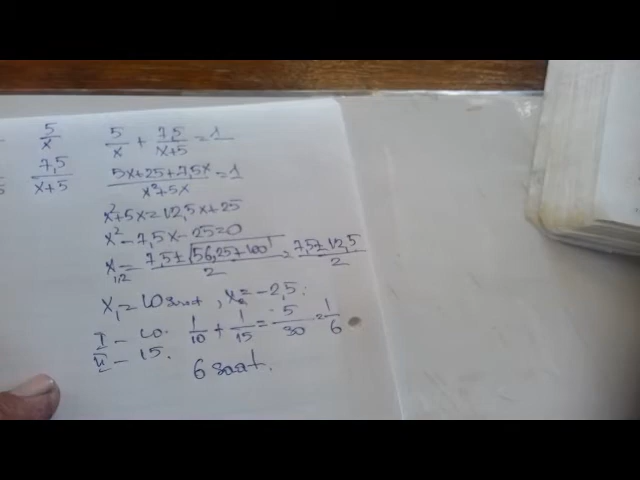 5/x 5/x + 7,5/x+5 = 1
7,5/x+5 5x+25+7,5x/x²+5x = 1
x²+5x=12,5x+25
x²-7,5x-25=0
x1,2 = 7,5±√56,25+100/2 = 7,5±12,5/2
x1=10 saat, x2=-2,5.
I - 10. 1/10 + 1/15 = 5/30 = 1/6
II - 15.
6 saat.